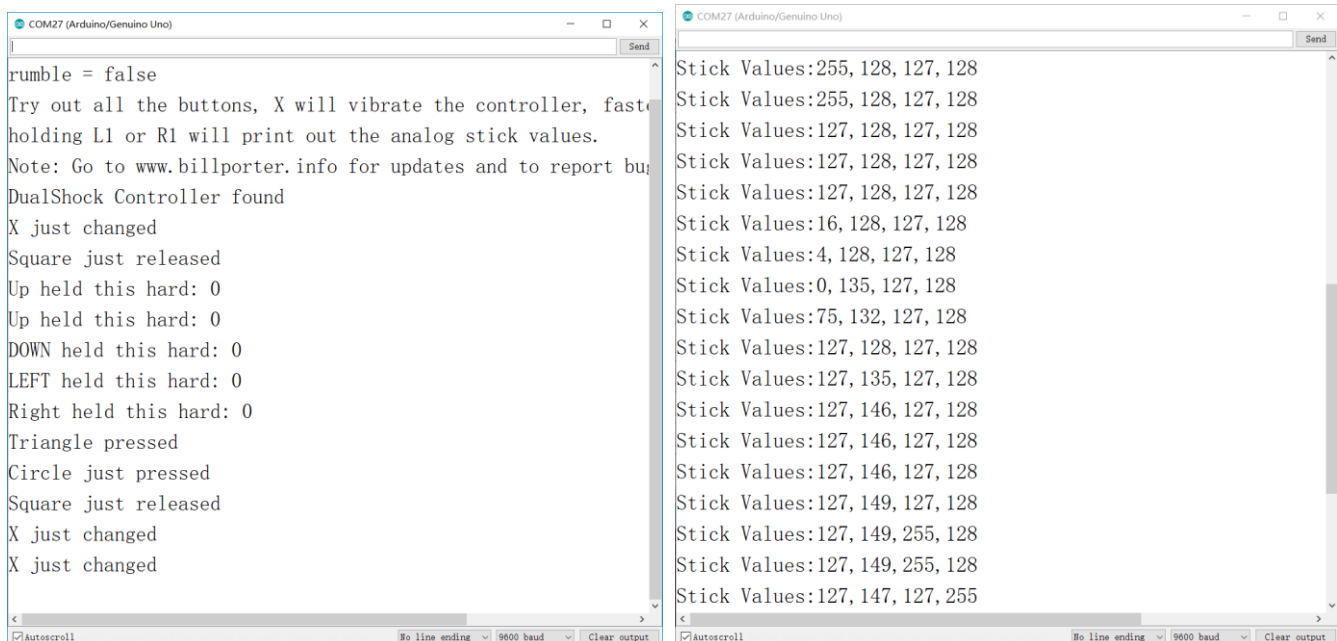 COM27 (Arduino/Genuino Uno)
Send
rumble = false
Try out all the buttons, X will vibrate the controller,
holding L1 or R1 will print out the analog stick values.
Note: Go to www.billporter.info for updates and to report
DualShock Controller found
X just changed
Square just released
Up held this hard: 0
Up held this hard: 0
DOWN held this hard: 0
LEFT held this hard: 0
Right held this hard: 0
Triangle pressed
Circle just pressed
Square just released
X just changed
X just changed
Autoscroll
No line ending
9600 baud
Clear output
COM27 (Arduino/Genuino Uno)
Send
Stick Values:255,128,127,128
Stick Values:255,128,127,128
Stick Values:127,128,127,128
Stick Values:127,128,127,128
Stick Values:127,128,127,128
Stick Values:16,128,127,128
Stick Values:4,128,127,128
Stick Values:0,135,127,128
Stick Values:75,132,127,128
Stick Values:127,128,127,128
Stick Values:127,135,127,128
Stick Values:127,146,127,128
Stick Values:127,146,127,128
Stick Values:127,146,127,128
Stick Values:127,149,127,128
Stick Values:127,149,255,128
Stick Values:127,149,255,128
Stick Values:127,147,127,255
Autoscroll
No line ending
9600 baud
Clear output